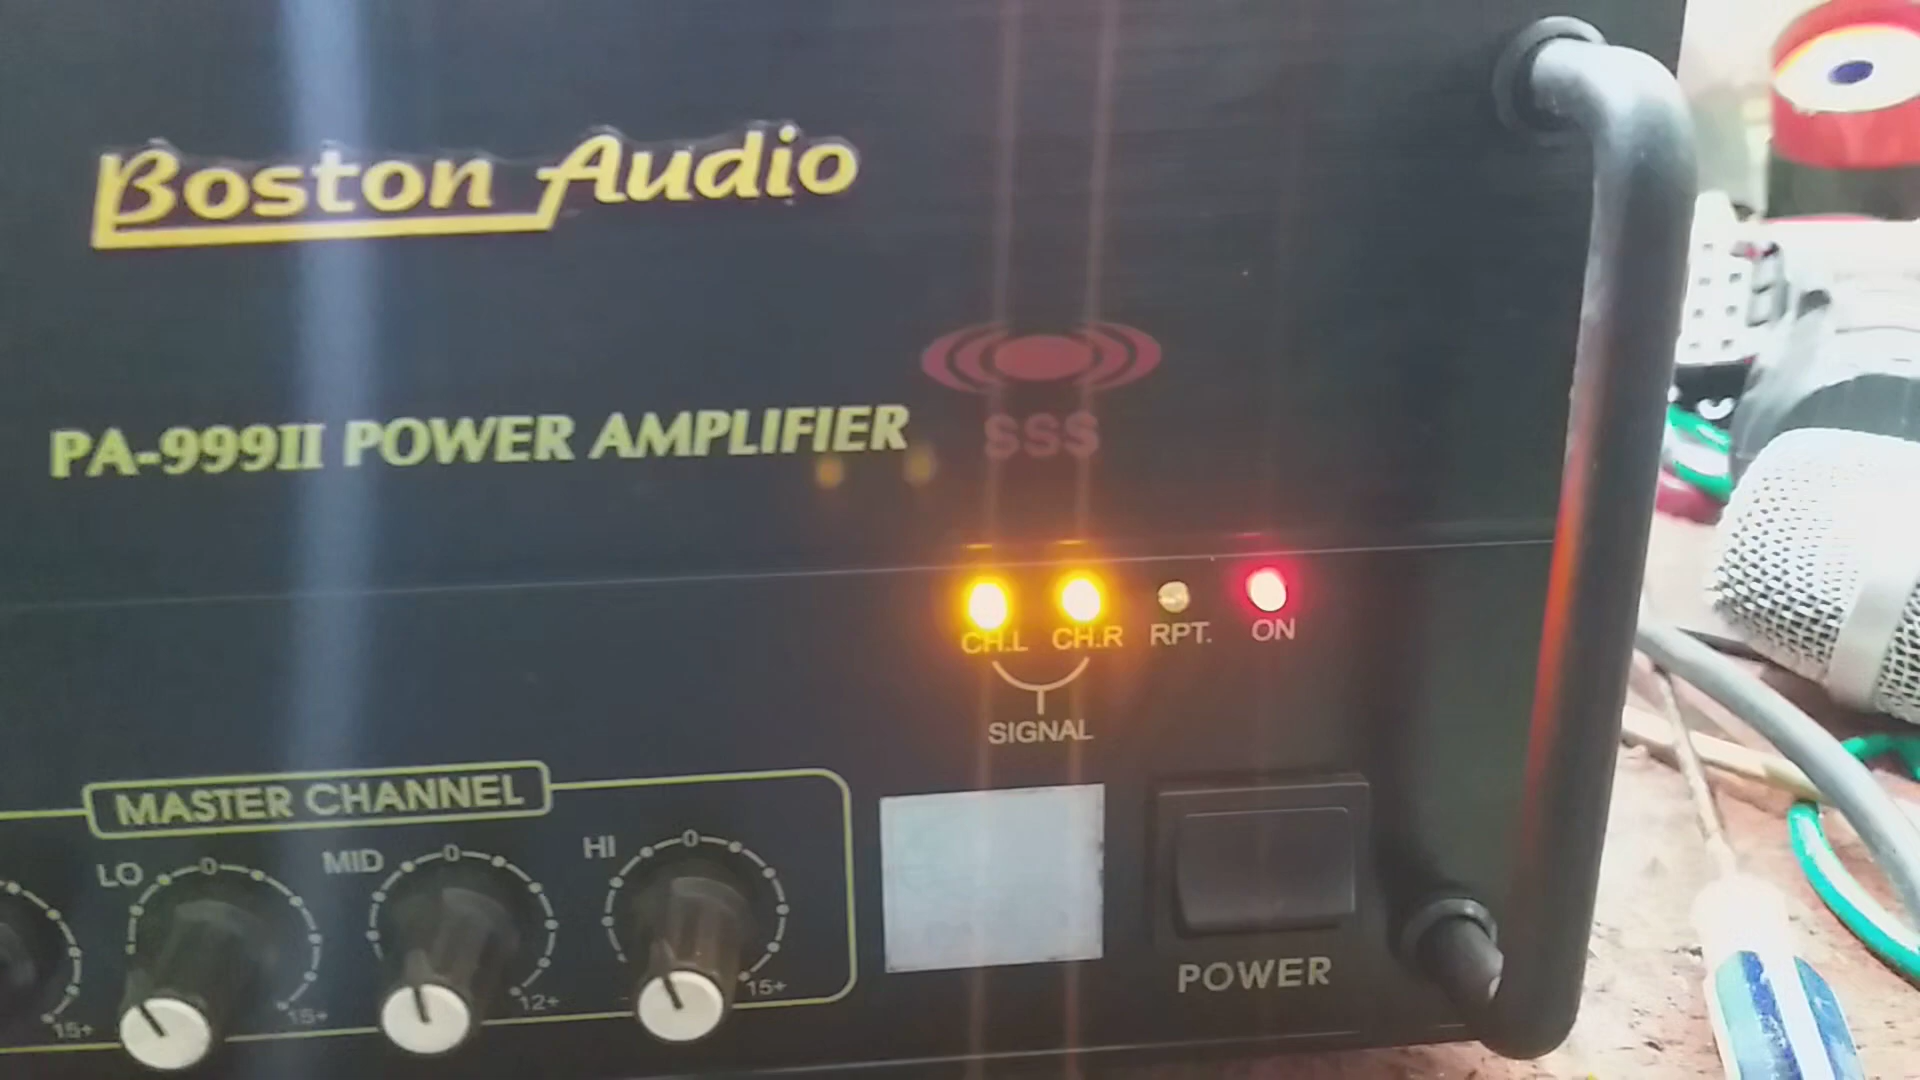 Boston Audio
PA-999II POWER AMPLIFIER
SSS
CH.L CH.R RPT. ON
SIGNAL
MASTER CHANNEL
LO 0 MID 0 HI 0
15+ 15+ 12+ 15+
POWER